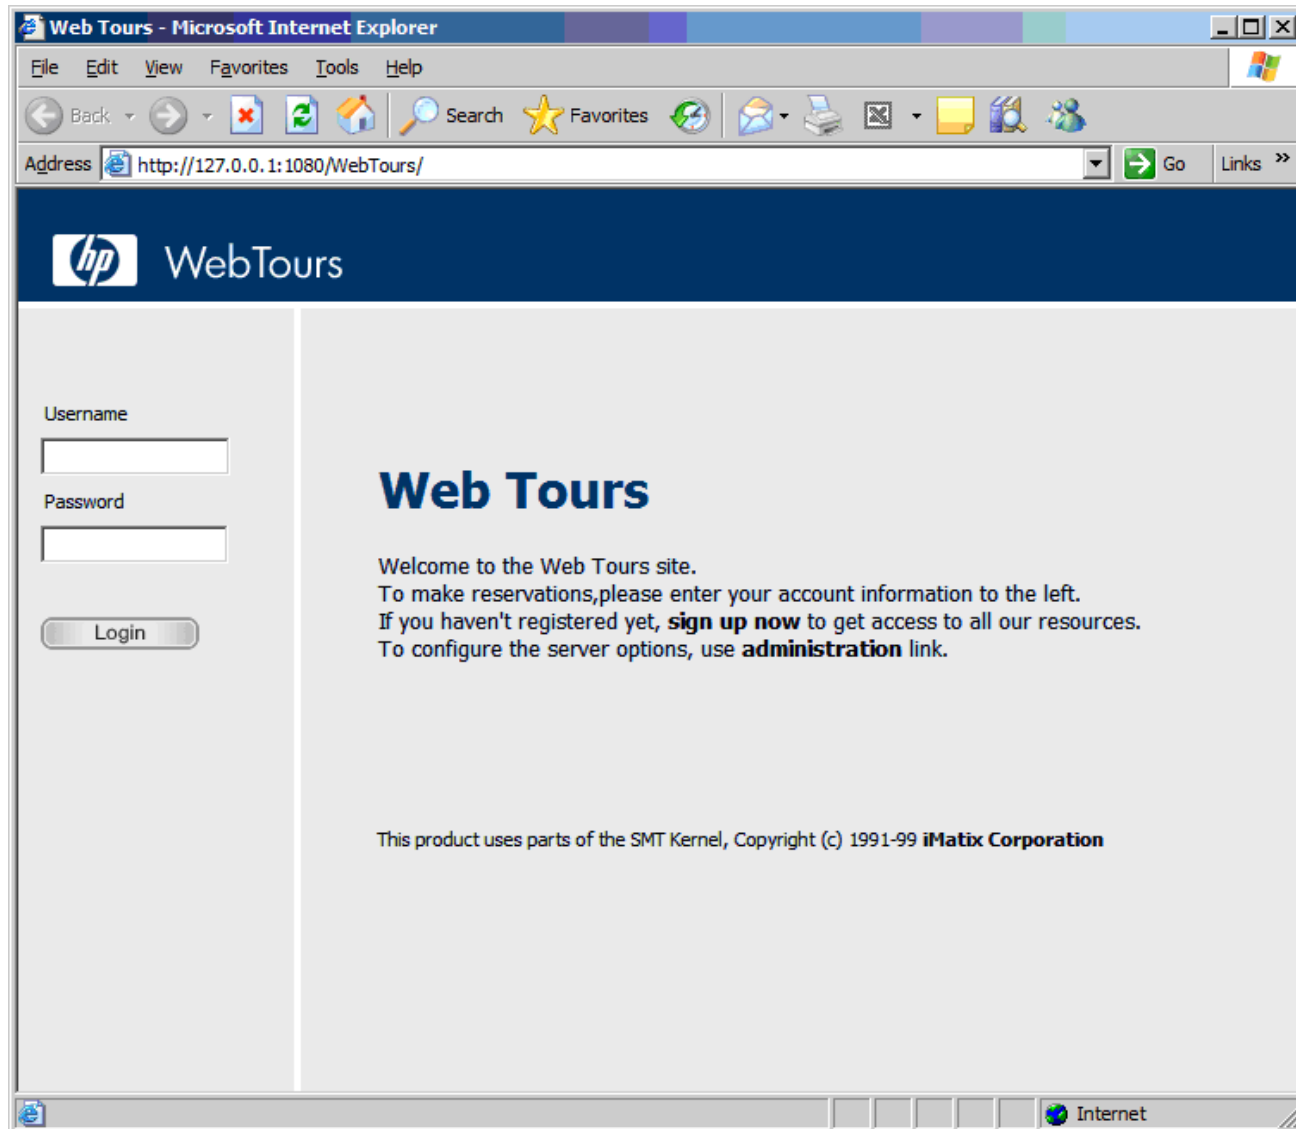 Web Tours - Microsoft Internet Explorer
File Edit View Favorites Tools Help
Back Search Favorites
Address http://127.0.0.1:1080/WebTours/ Go Links »
hp WebTours
Username
Password
Login
Web Tours
Welcome to the Web Tours site.
To make reservations,please enter your account information to the left.
If you haven't registered yet, sign up now to get access to all our resources.
To configure the server options, use administration link.
This product uses parts of the SMT Kernel, Copyright (c) 1991-99 iMatix Corporation
Internet